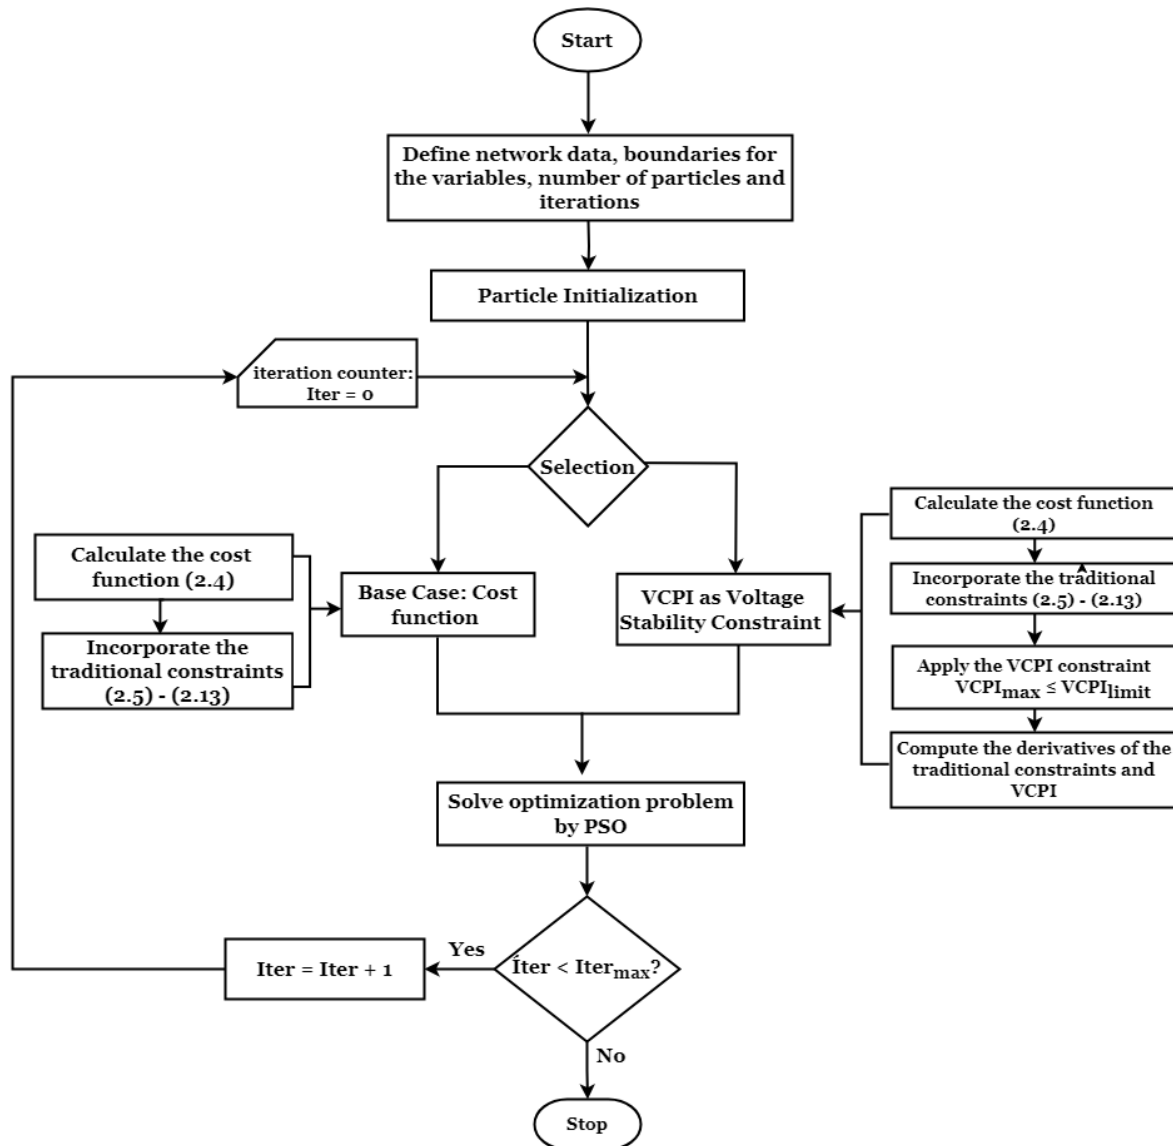 Start
Define network data, boundaries for
the variables, number of particles and
iterations
Particle Initialization
iteration counter:
Iter = 0
Selection
Calculate the cost
function (2.4)
Incorporate the
traditional constraints
(2.5) - (2.13)
Base Case: Cost
function
VCPI as Voltage
Stability Constraint
Calculate the cost function
(2.4)
Incorporate the traditional
constraints (2.5) - (2.13)
Apply the VCPI constraint
VCPImax ≤ VCPIlimit
Compute the derivatives of the
traditional constraints and
VCPI
Solve optimization problem
by PSO
Íter < Itermax?
Yes
Iter = Iter + 1
No
Stop